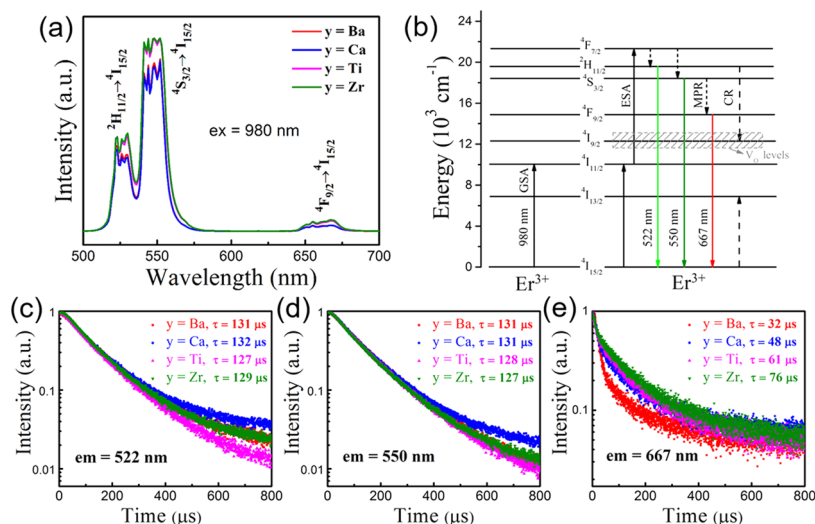 (a)
²H₁₁/₂→⁴I₁₅/₂
⁴S₃/₂→⁴I₁₅/₂
y = Ba
y = Ca
y = Ti
y = Zr
ex = 980 nm
⁴F₉/₂→⁴I₁₅/₂
Intensity (a.u.)
500 550 600 650 700
Wavelength (nm)
(b)
Energy (10³ cm⁻¹)
24
20
16
12
8
4
0
⁴F₇/₂
²H₁₁/₂
⁴S₃/₂
⁴F₉/₂
⁴I₉/₂
⁴I₁₁/₂
⁴I₁₃/₂
⁴I₁₅/₂
ESA
MPR
CR
V₀ levels
GSA
980 nm
522 nm
550 nm
667 nm
Er³⁺ Er³⁺
(c)
y = Ba, τ = 131 μs
y = Ca, τ = 132 μs
y = Ti, τ = 127 μs
y = Zr, τ = 129 μs
em = 522 nm
Intensity (a.u.)
1
0.1
0.01
0 200 400 600 800
Time (μs)
(d)
y = Ba, τ = 131 μs
y = Ca, τ = 131 μs
y = Ti, τ = 128 μs
y = Zr, τ = 127 μs
em = 550 nm
Intensity (a.u.)
1
0.1
0.01
0 200 400 600 800
Time (μs)
(e)
y = Ba, τ = 32 μs
y = Ca, τ = 48 μs
y = Ti, τ = 61 μs
y = Zr, τ = 76 μs
em = 667 nm
Intensity (a.u.)
1
0.1
0 200 400 600 800
Time (μs)